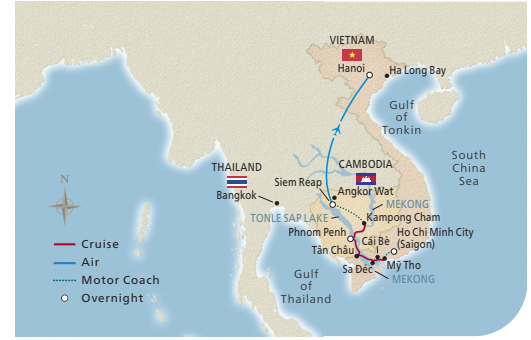 VIETNAM
Hanoi
Ha Long Bay
Gulf
of
Tonkin
South
China
Sea
THAILAND
Bangkok
CAMBODIA
Siem Reap
Angkor Wat
MEKONG
TONLE SAP LAKE
Kampong Cham
Phnom Penh
Ho Chi Minh City
(Saigon)
Cái Bè
Tân Châu
Sa Déc
Mỹ Tho
MEKONG
Gulf
of
Thailand
N
Cruise
Air
Motor Coach
Overnight